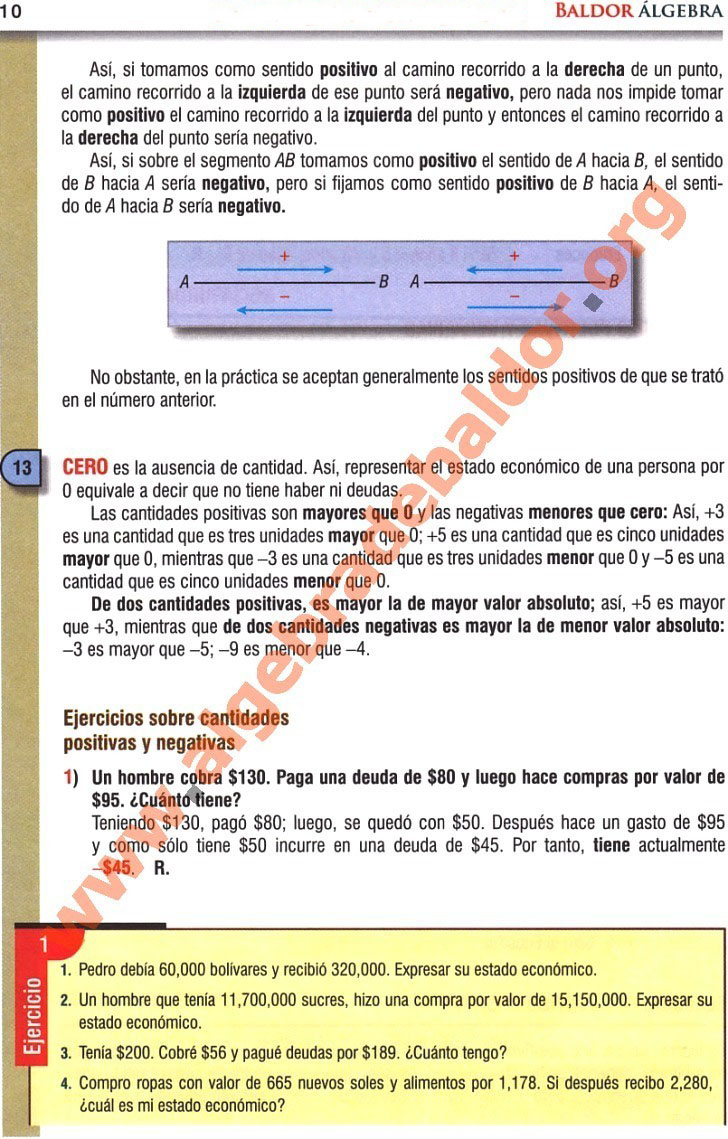 10
BALDOR ÁLGEBRA
Así, si tomamos como sentido positivo al camino recorrido a la derecha de un punto,
el camino recorrido a la izquierda de ese punto será negativo, pero nada nos impide tomar
como positivo el camino recorrido a la izquierda del punto y entonces el camino recorrido a
la derecha del punto sería negativo.
Así, si sobre el segmento AB tomamos como positivo el sentido de A hacia B, el sentido
de B hacia A sería negativo, pero si fijamos como sentido positivo de B hacia A, el senti-
do de A hacia B sería negativo.
+ +
A B A B
– –
No obstante, en la práctica se aceptan generalmente los sentidos positivos de que se trató
en el número anterior.
13
CERO es la ausencia de cantidad. Así, representar el estado económico de una persona por
0 equivale a decir que no tiene haber ni deudas.
Las cantidades positivas son mayores que 0 y las negativas menores que cero: Así, +3
es una cantidad que es tres unidades mayor que 0; +5 es una cantidad que es cinco unidades
mayor que 0, mientras que –3 es una cantidad que es tres unidades menor que 0 y –5 es una
cantidad que es cinco unidades menor que 0.
De dos cantidades positivas, es mayor la de mayor valor absoluto; así, +5 es mayor
que +3, mientras que de dos cantidades negativas es mayor la de menor valor absoluto:
–3 es mayor que –5; –9 es menor que –4.
Ejercicios sobre cantidades
positivas y negativas
1) Un hombre cobra $130. Paga una deuda de $80 y luego hace compras por valor de
$95. ¿Cuánto tiene?
Teniendo $130, pagó $80; luego, se quedó con $50. Después hace un gasto de $95
y como sólo tiene $50 incurre en una deuda de $45. Por tanto, tiene actualmente
–$45. R.
Ejercicio
1
1. Pedro debía 60,000 bolívares y recibió 320,000. Expresar su estado económico.
2. Un hombre que tenía 11,700,000 sucres, hizo una compra por valor de 15,150,000. Expresar su
estado económico.
3. Tenía $200. Cobré $56 y pagué deudas por $189. ¿Cuánto tengo?
4. Compro ropas con valor de 665 nuevos soles y alimentos por 1,178. Si después recibo 2,280,
¿cuál es mi estado económico?
www.algebradebaldor.org